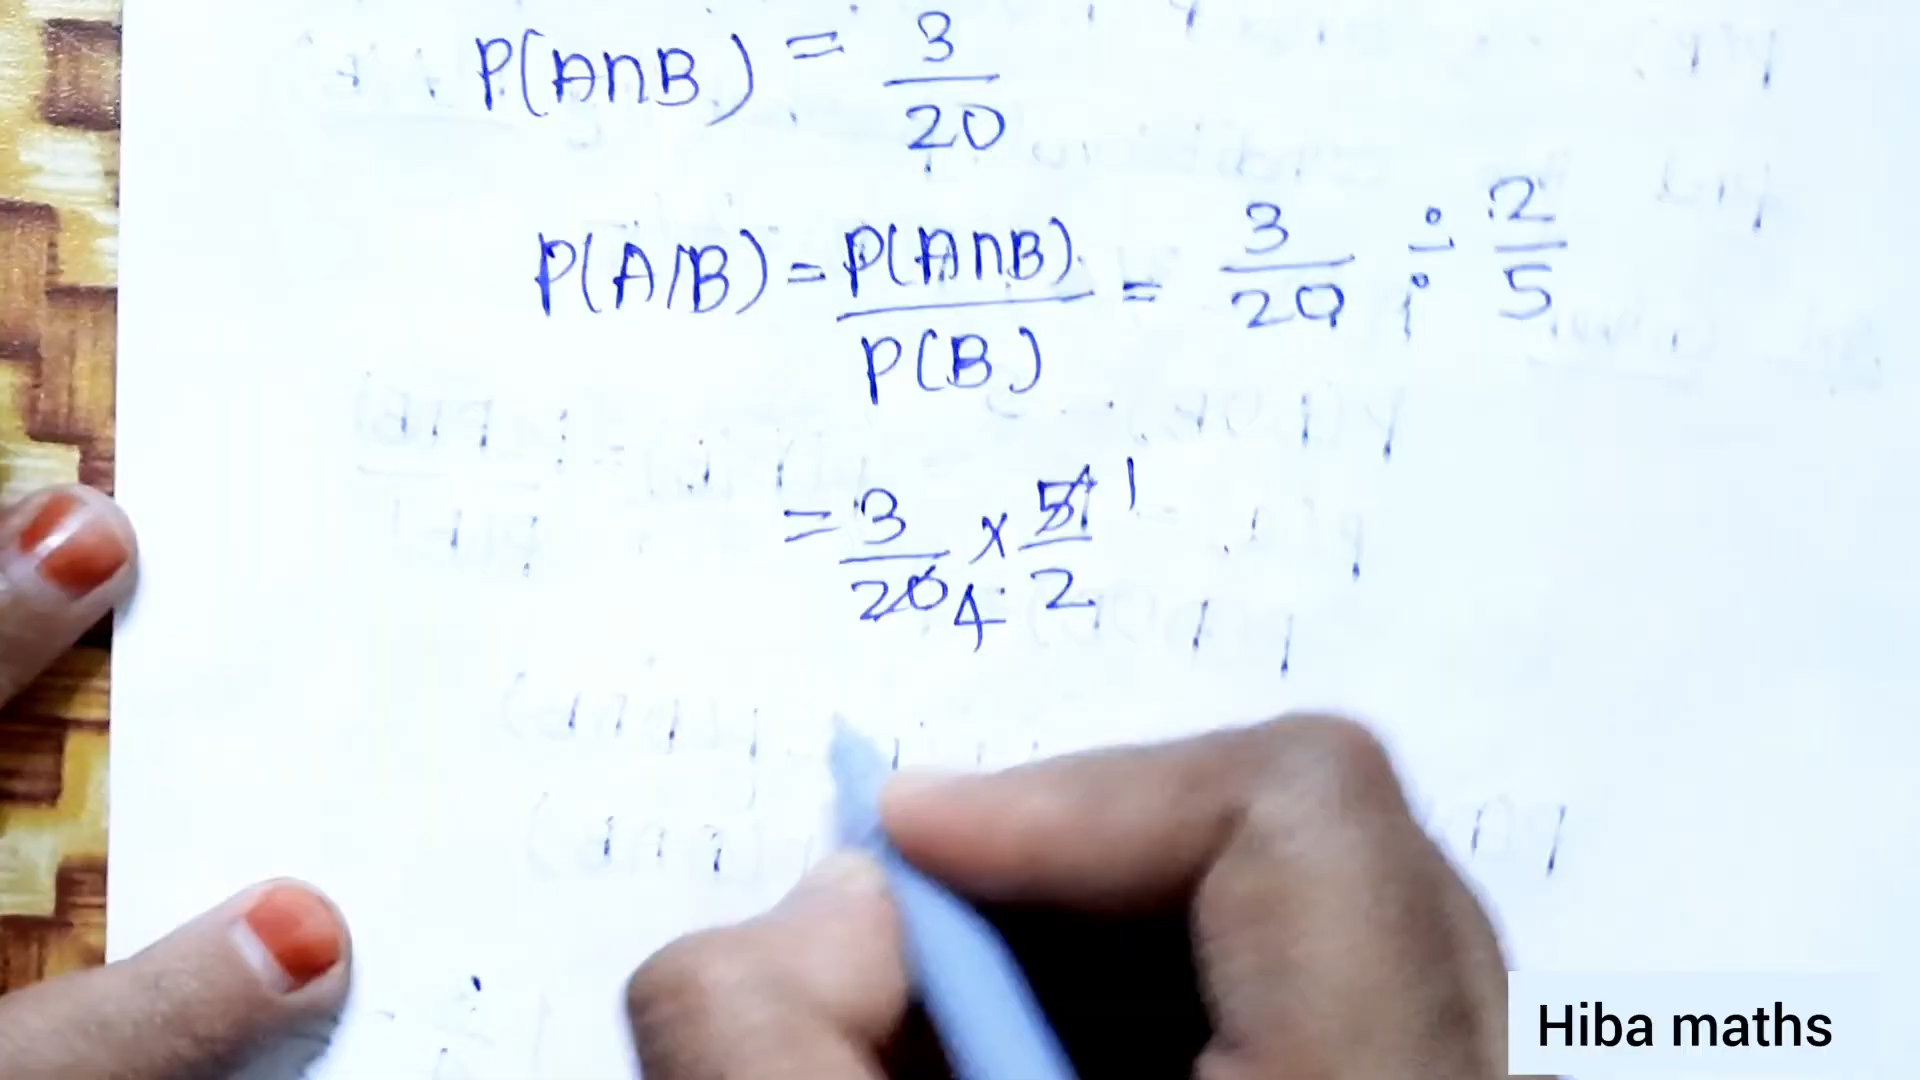 P(A∩B) = 3/20
P(A/B) = P(A∩B)/P(B) = 3/20 ÷ 2/5
= 3/20 4 × 5/2 1
Hiba maths